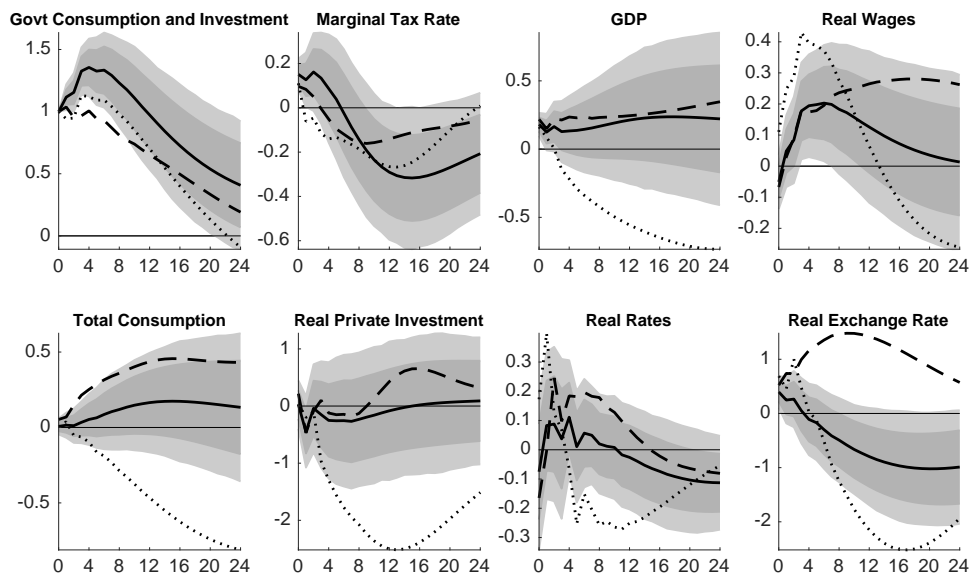 Govt Consumption and Investment
1.5
1
0.5
0
0 4 8 12 16 20 24
Marginal Tax Rate
0.2
0
-0.2
-0.4
-0.6
0 4 8 12 16 20 24
GDP
0.5
0
-0.5
0 4 8 12 16 20 24
Real Wages
0.4
0.3
0.2
0.1
0
-0.1
-0.2
0 4 8 12 16 20 24
Total Consumption
0.5
0
-0.5
0 4 8 12 16 20 24
Real Private Investment
1
0
-1
-2
0 4 8 12 16 20 24
Real Rates
0.3
0.2
0.1
0
-0.1
-0.2
-0.3
0 4 8 12 16 20 24
Real Exchange Rate
1
0
-1
-2
0 4 8 12 16 20 24